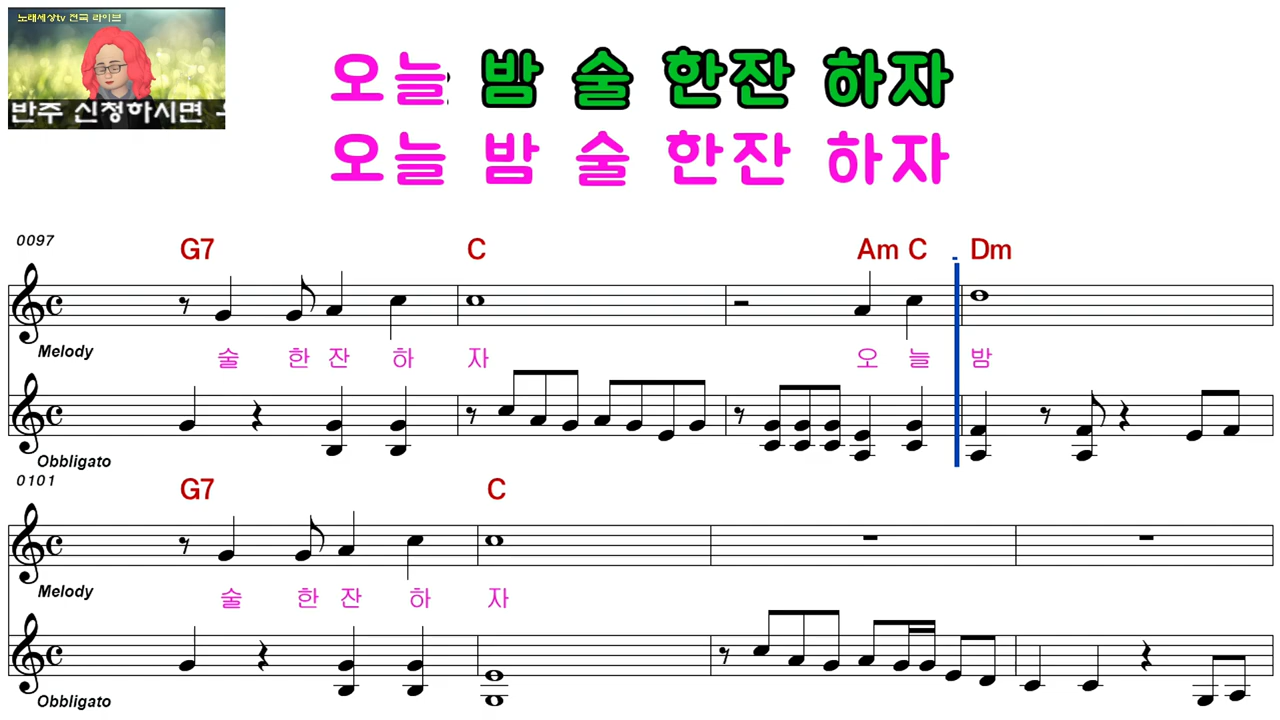 노래세상tv 전국 라이브
반주 신청하시면
오늘 밤 술 한잔 하자
오늘 밤 술 한잔 하자
0097
G7 C Am C Dm
Melody
술 한 잔 하 자 오 늘 밤
Obbligato
0101
G7 C
Melody
술 한 잔 하 자
Obbligato